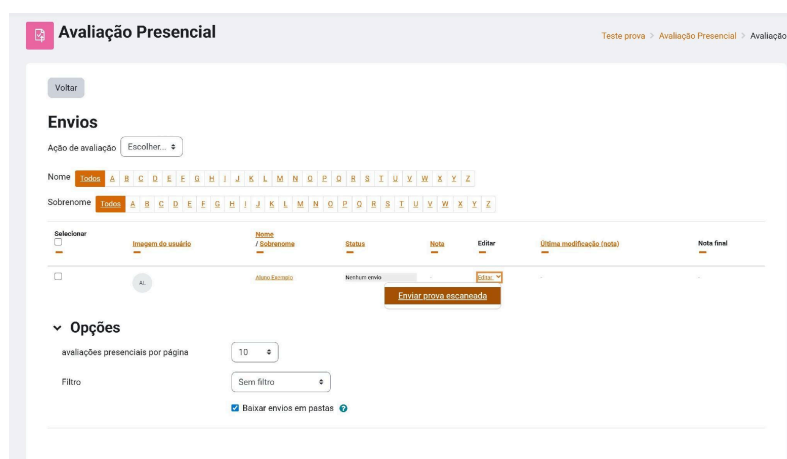 Avaliação Presencial
Teste prova > Avaliação Presencial > Avaliação
Voltar
Envios
Ação de avaliação Escolher...
Nome Todos A B C D E F G H I J K L M N O P Q R S T U V W X Y Z
Sobrenome Todos A B C D E F G H I J K L M N O P Q R S T U V W X Y Z
Selecionar Imagem do usuário Nome / Sobrenome Status Nota Editar Última modificação (nota) Nota final
AL Aluno Exemplo Nenhum envio - Editar - -
Enviar prova escaneada
Opções
avaliações presenciais por página 10
Filtro Sem filtro
Baixar envios em pastas